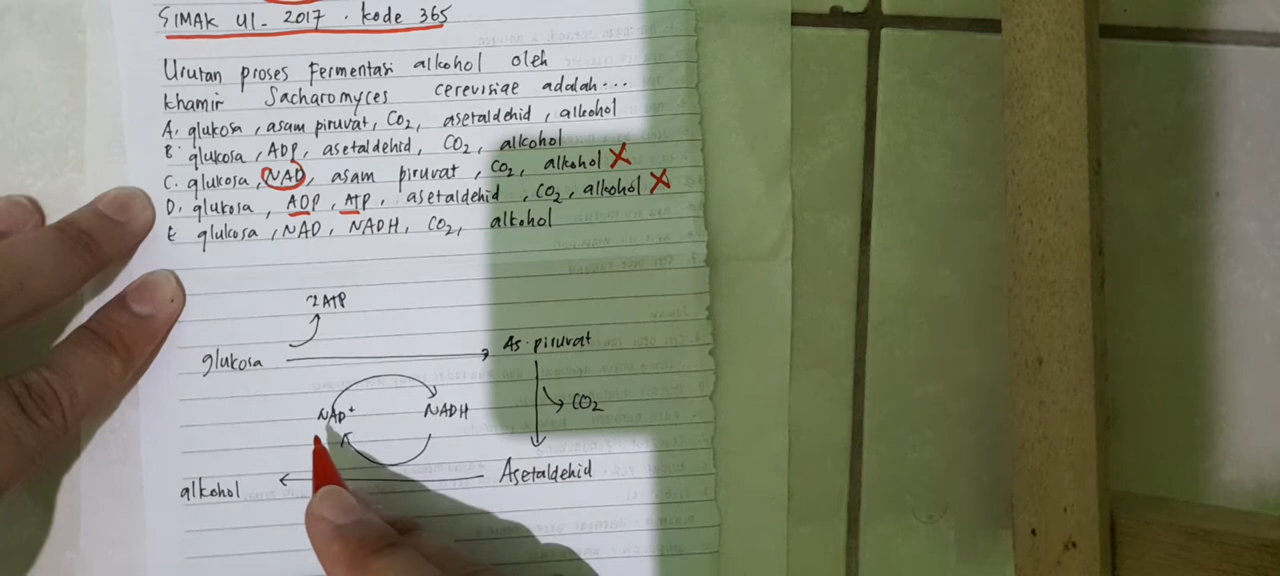 SIMAK UI - 2017 . kode 365
Urutan proses Fermentasi alkohol oleh
khamir Sacharomyces cerevisiae adalah...
A. glukosa, asam piruvat, CO2, asetaldehid, alkohol
B. glukosa, ADP, asetaldehid, CO2, alkohol
C. glukosa, NAD, asam piruvat, CO2, alkohol X
D. glukosa, ADP, ATP, asetaldehid, CO2, alkohol X
E glukosa, NAD, NADH, CO2, alkohol
2 ATP
glukosa
As. piruvat
CO2
NAD+
NADH
Asetaldehid
alkohol